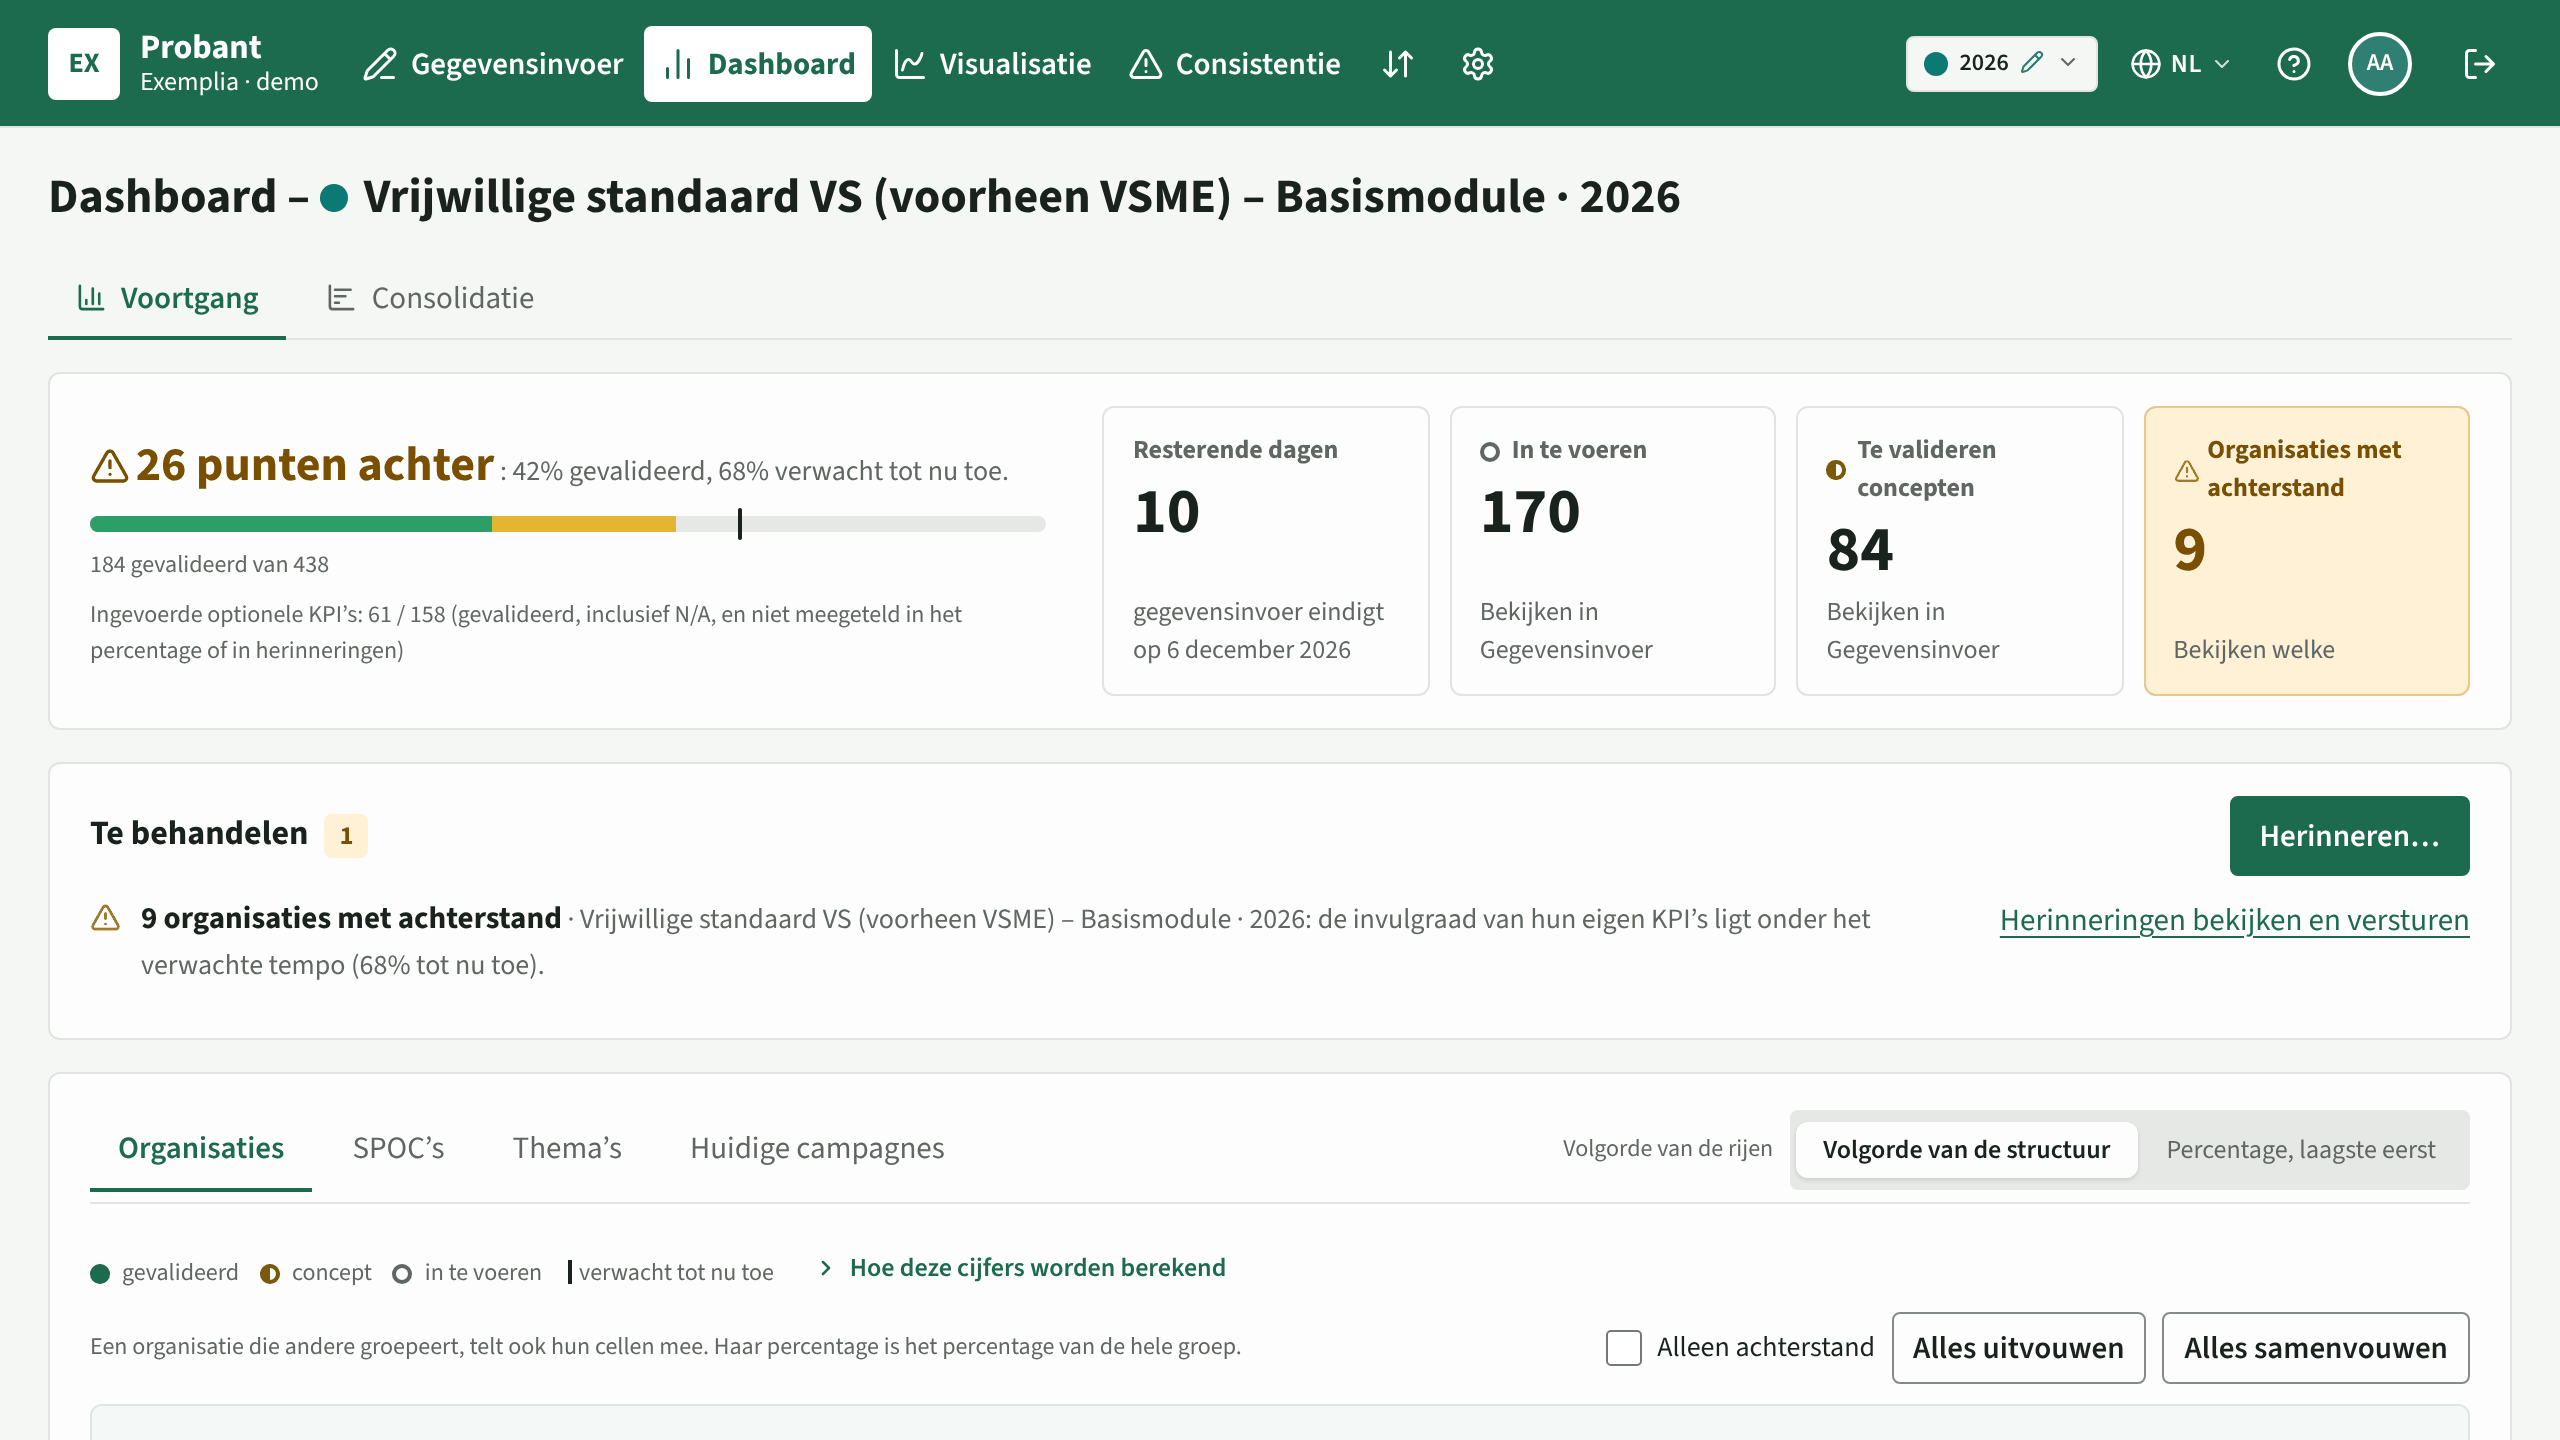 EX
Probant
Exemplia · demo
Gegevensinvoer
Dashboard
Visualisatie
Consistentie
2026
NL
AA
Dashboard – Vrijwillige standaard VS (voorheen VSME) – Basismodule · 2026
Voortgang
Consolidatie
26 punten achter : 42% gevalideerd, 68% verwacht tot nu toe.
184 gevalideerd van 438
Ingevoerde optionele KPI’s: 61 / 158 (gevalideerd, inclusief N/A, en niet meegeteld in het
percentage of in herinneringen)
Resterende dagen
10
gegevensinvoer eindigt
op 6 december 2026
In te voeren
170
Bekijken in
Gegevensinvoer
Te valideren
concepten
84
Bekijken in
Gegevensinvoer
Organisaties met
achterstand
9
Bekijken welke
Te behandelen 1
Herinneren…
9 organisaties met achterstand · Vrijwillige standaard VS (voorheen VSME) – Basismodule · 2026: de invulgraad van hun eigen KPI’s ligt onder het
verwachte tempo (68% tot nu toe).
Herinneringen bekijken en versturen
Organisaties
SPOC’s
Thema’s
Huidige campagnes
Volgorde van de rijen
Volgorde van de structuur
Percentage, laagste eerst
gevalideerd
concept
in te voeren
verwacht tot nu toe
Hoe deze cijfers worden berekend
Een organisatie die andere groepeert, telt ook hun cellen mee. Haar percentage is het percentage van de hele groep.
Alleen achterstand
Alles uitvouwen
Alles samenvouwen